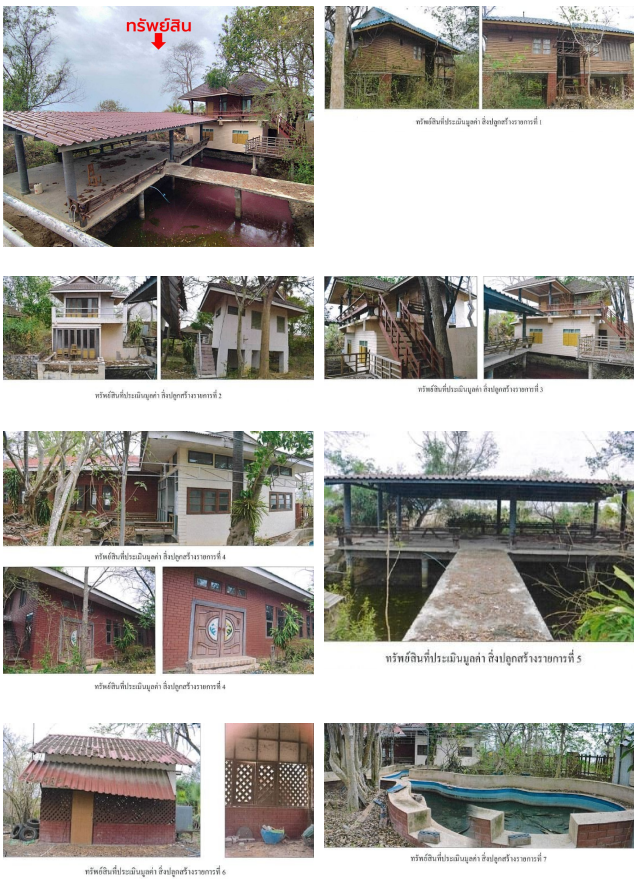 ทรัพย์สิน
ทรัพย์สินที่ประเมินมูลค่า สิ่งปลูกสร้างรายการที่ 1
ทรัพย์สินที่ประเมินมูลค่า สิ่งปลูกสร้างรายการที่ 2
ทรัพย์สินที่ประเมินมูลค่า สิ่งปลูกสร้างรายการที่ 3
ทรัพย์สินที่ประเมินมูลค่า สิ่งปลูกสร้างรายการที่ 4
ทรัพย์สินที่ประเมินมูลค่า สิ่งปลูกสร้างรายการที่ 4
ทรัพย์สินที่ประเมินมูลค่า สิ่งปลูกสร้างรายการที่ 5
ทรัพย์สินที่ประเมินมูลค่า สิ่งปลูกสร้างรายการที่ 6
ทรัพย์สินที่ประเมินมูลค่า สิ่งปลูกสร้างรายการที่ 7